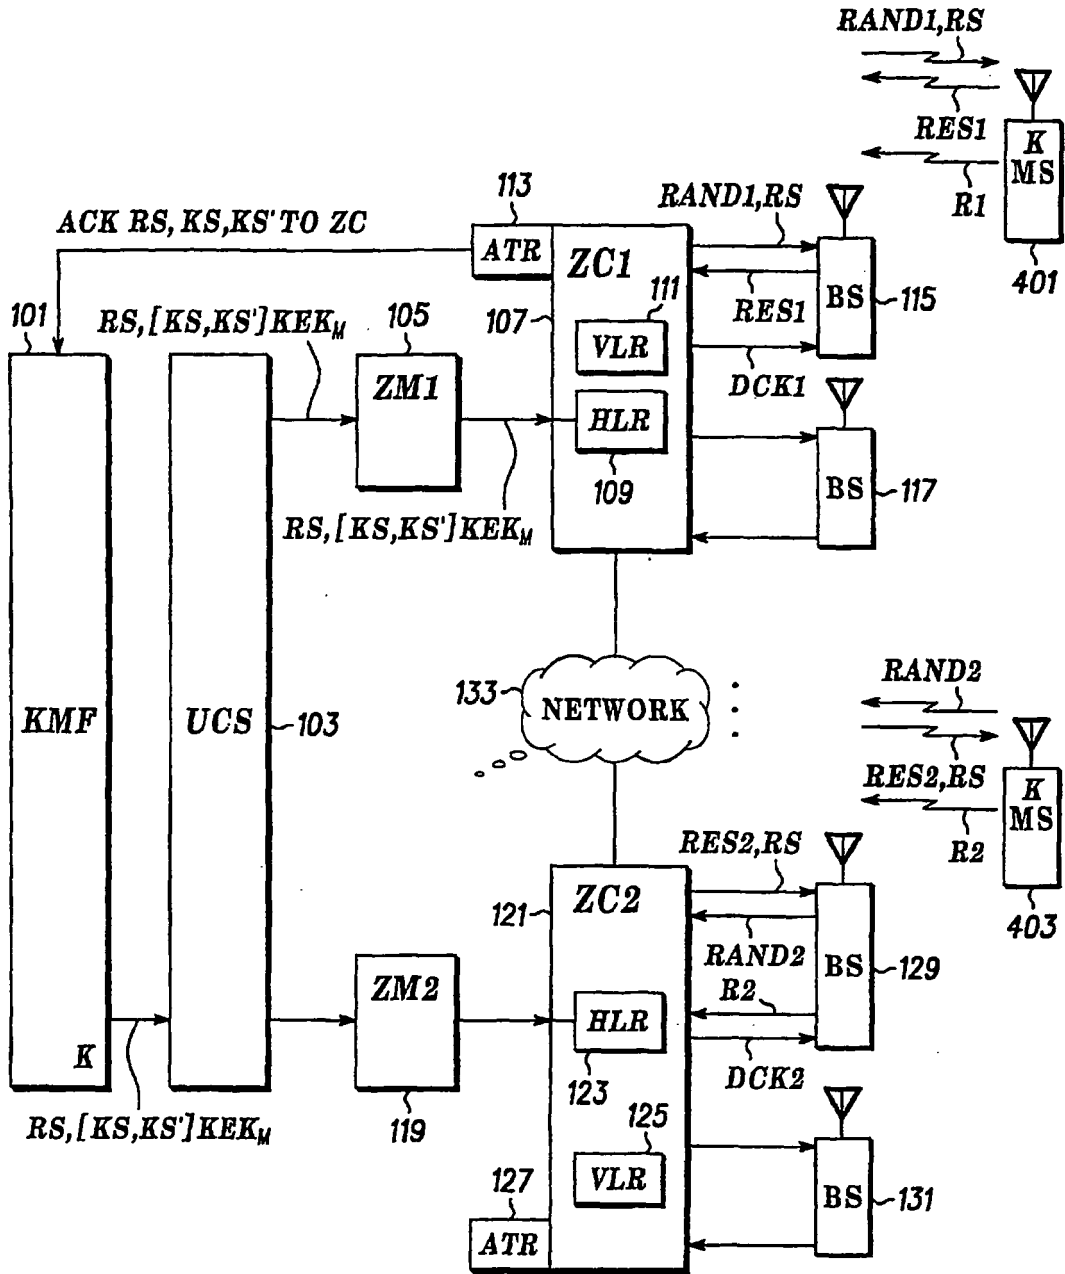 RAND1,RS
RES1
K
MS
R1
401
113
ACK RS, KS, KS' TO ZC
ATR
ZC1
RAND1,RS
BS
115
RES1
111
107
VLR
DCK1
101
RS,[KS,KS']KEKM
105
ZM1
HLR
109
BS
117
RS,[KS,KS']KEKM
KMF
UCS
103
133
NETWORK
RAND2
RES2,RS
K
MS
R2
403
RES2,RS
ZC2
121
RAND2
BS
129
R2
ZM2
HLR
123
DCK2
K
RS,[KS,KS']KEKM
119
125
VLR
127
ATR
BS
131